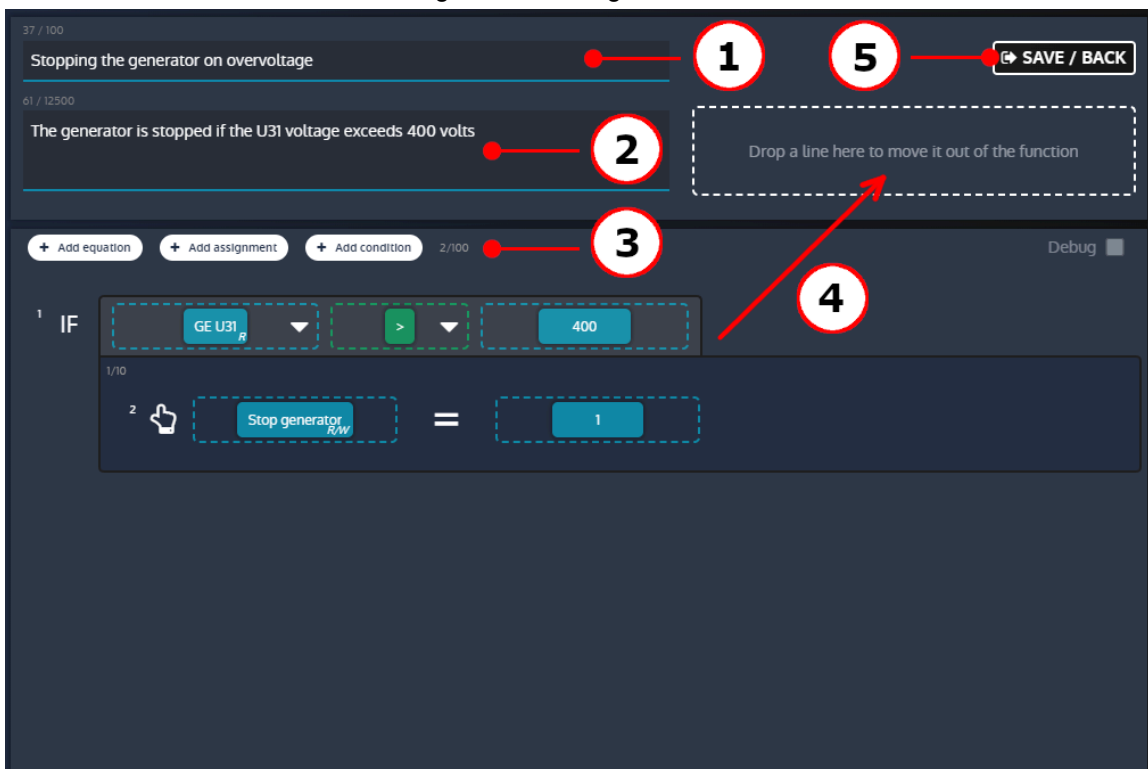 37 / 100
Stopping the generator on overvoltage
1
5
SAVE / BACK
61 / 12500
The generator is stopped if the U31 voltage exceeds 400 volts
2
Drop a line here to move it out of the function
+ Add equation + Add assignment + Add condition 2/100
3
Debug
4
1 IF GE U31 R > 400
1/10
2 Stop generator R/W = 1